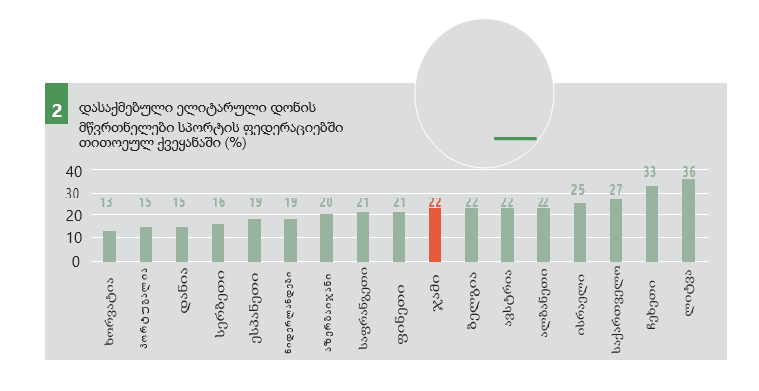 2
დასაქმებული ელიტარული დონის
მწვრთნელები სპორტის ფედერაციებში
თითოეულ ქვეყანაში (%)
40
30
20
10
0
13 15 15 16 19 19 20 21 21 22 22 22 22 25 27 33 36
ხორვატია
პორტუგალია
დანია
სერბეთი
ესპანეთი
ნიდერლანდები
აზერბაიჯანი
საფრანგეთი
ფინეთი
ჯამი
ბელგია
ავსტრია
ალბანეთი
ისრაელი
საქართველო
ჩეხეთი
ლიტვა